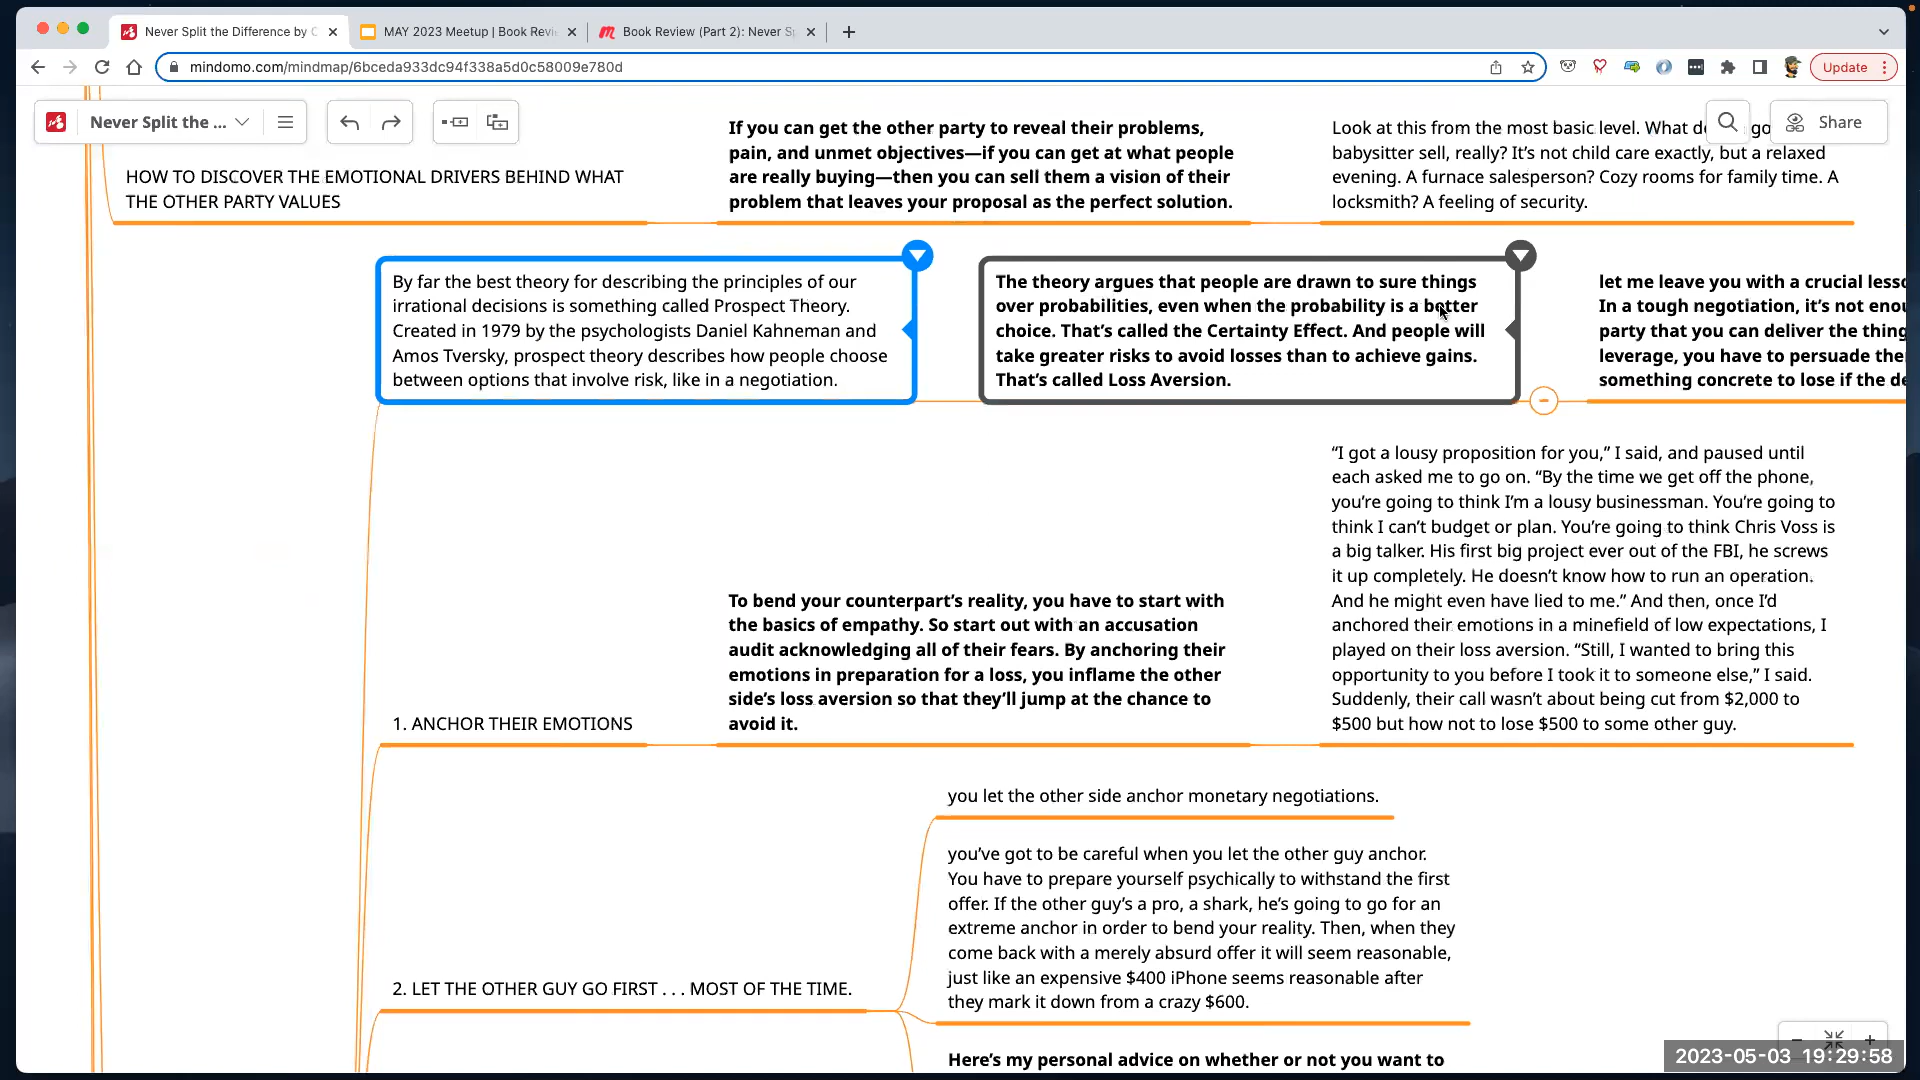 Never Split the Difference by C
MAY 2023 Meetup | Book Revi
Book Review (Part 2): Never S
mindomo.com/mindmap/6bceda933dc94f338a5d0c58009e780d
Update
Never Split the ...
Share
HOW TO DISCOVER THE EMOTIONAL DRIVERS BEHIND WHAT
THE OTHER PARTY VALUES
If you can get the other party to reveal their problems,
pain, and unmet objectives—if you can get at what people
are really buying—then you can sell them a vision of their
problem that leaves your proposal as the perfect solution.
Look at this from the most basic level. What do
babysitter sell, really? It's not child care exactly, but a relaxed
evening. A furnace salesperson? Cozy rooms for family time. A
locksmith? A feeling of security.
By far the best theory for describing the principles of our
irrational decisions is something called Prospect Theory.
Created in 1979 by the psychologists Daniel Kahneman and
Amos Tversky, prospect theory describes how people choose
between options that involve risk, like in a negotiation.
The theory argues that people are drawn to sure things
over probabilities, even when the probability is a better
choice. That's called the Certainty Effect. And people will
take greater risks to avoid losses than to achieve gains.
That's called Loss Aversion.
let me leave you with a crucial less
In a tough negotiation, it's not eno
party that you can deliver the thing
leverage, you have to persuade the
something concrete to lose if the de
1. ANCHOR THEIR EMOTIONS
To bend your counterpart's reality, you have to start with
the basics of empathy. So start out with an accusation
audit acknowledging all of their fears. By anchoring their
emotions in preparation for a loss, you inflame the other
side's loss aversion so that they'll jump at the chance to
avoid it.
“I got a lousy proposition for you,” I said, and paused until
each asked me to go on. “By the time we get off the phone,
you're going to think I'm a lousy businessman. You're going to
think I can't budget or plan. You're going to think Chris Voss is
a big talker. His first big project ever out of the FBI, he screws
it up completely. He doesn't know how to run an operation.
And he might even have lied to me.” And then, once I'd
anchored their emotions in a minefield of low expectations, I
played on their loss aversion. “Still, I wanted to bring this
opportunity to you before I took it to someone else,” I said.
Suddenly, their call wasn't about being cut from $2,000 to
$500 but how not to lose $500 to some other guy.
2. LET THE OTHER GUY GO FIRST . . . MOST OF THE TIME.
you let the other side anchor monetary negotiations.
you've got to be careful when you let the other guy anchor.
You have to prepare yourself psychically to withstand the first
offer. If the other guy's a pro, a shark, he's going to go for an
extreme anchor in order to bend your reality. Then, when they
come back with a merely absurd offer it will seem reasonable,
just like an expensive $400 iPhone seems reasonable after
they mark it down from a crazy $600.
Here's my personal advice on whether or not you want to
2023-05-03 19:29:58